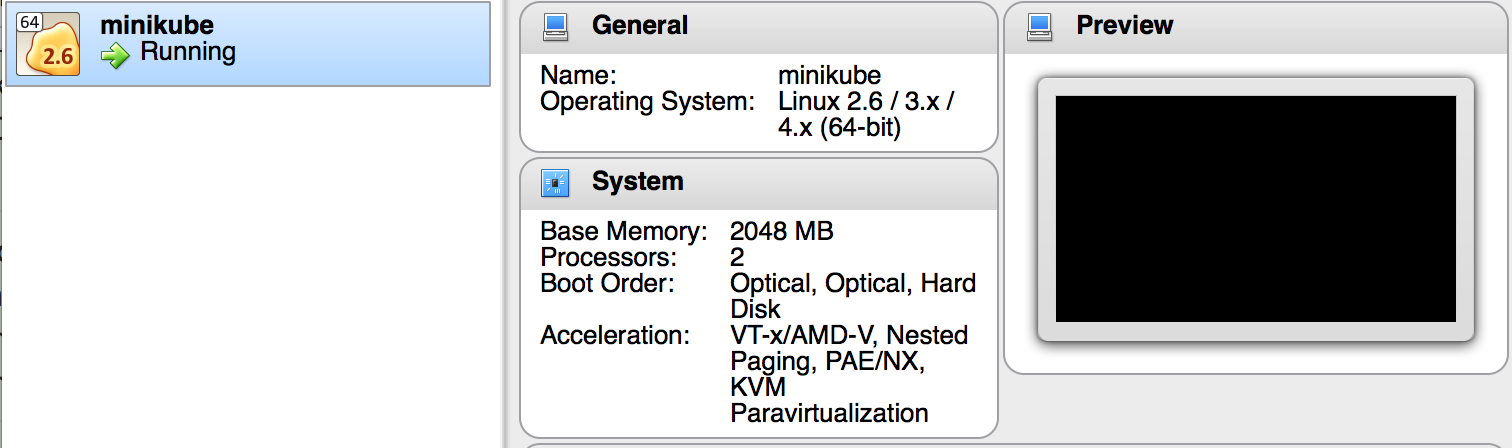 64
2.6
minikube
Running
General
Name: minikube
Operating System: Linux 2.6 / 3.x /
4.x (64-bit)
System
Base Memory: 2048 MB
Processors: 2
Boot Order: Optical, Optical, Hard
Disk
Acceleration: VT-x/AMD-V, Nested
Paging, PAE/NX,
KVM
Paravirtualization
Preview